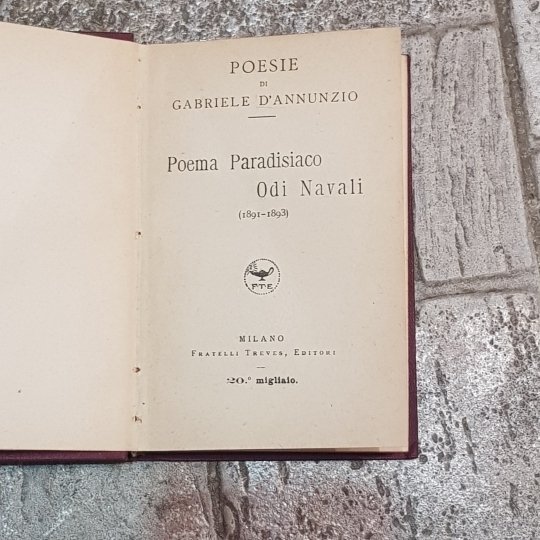 POESIE
DI
GABRIELE D'ANNUNZIO
Poema Paradisiaco
Odi Navali
(1891-1893)
F.T.E.
MILANO
FRATELLI TREVES, EDITORI
20.° migliaio.